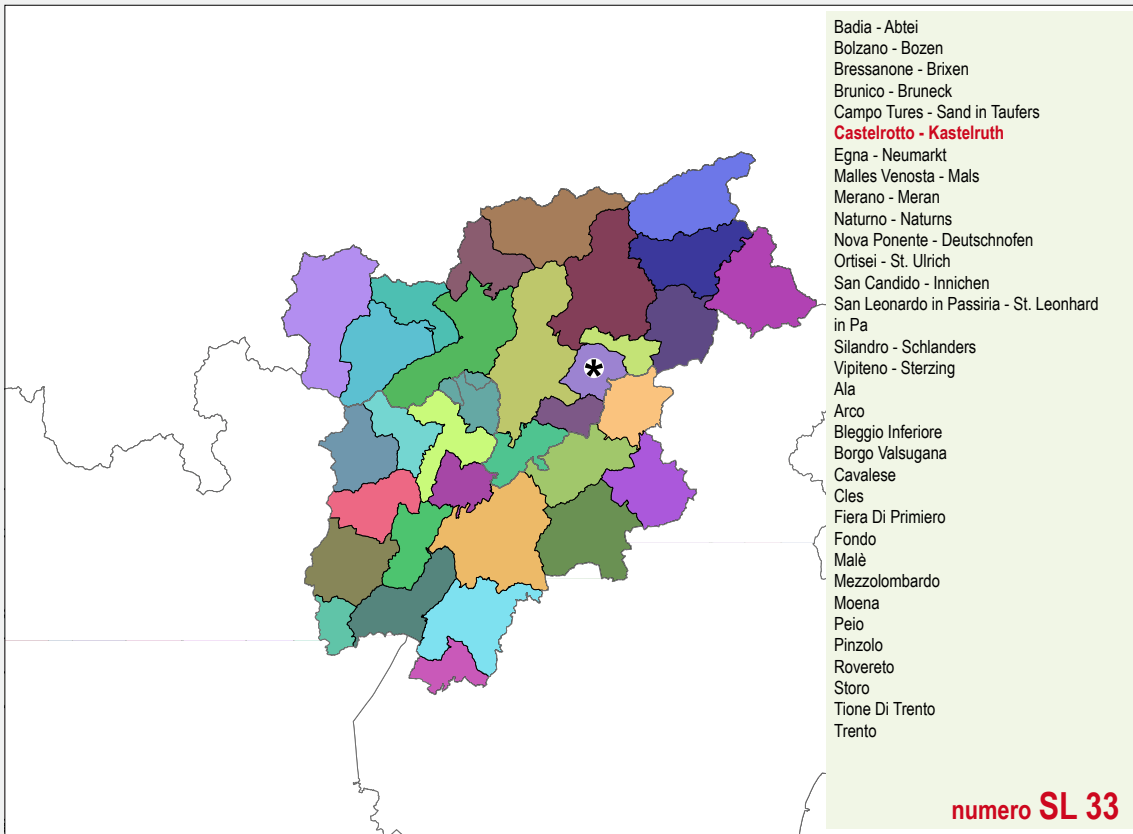 Badia - Abtei
Bolzano - Bozen
Bressanone - Brixen
Brunico - Bruneck
Campo Tures - Sand in Taufers
Castelrotto - Kastelruth
Egna - Neumarkt
Malles Venosta - Mals
Merano - Meran
Naturno - Naturns
Nova Ponente - Deutschnofen
Ortisei - St. Ulrich
San Candido - Innichen
San Leonardo in Passiria - St. Leonhard
in Pa
Silandro - Schlanders
Vipiteno - Sterzing
Ala
Arco
Bleggio Inferiore
Borgo Valsugana
Cavalese
Cles
Fiera Di Primiero
Fondo
Malè
Mezzolombardo
Moena
Peio
Pinzolo
Rovereto
Storo
Tione Di Trento
Trento
numero SL 33